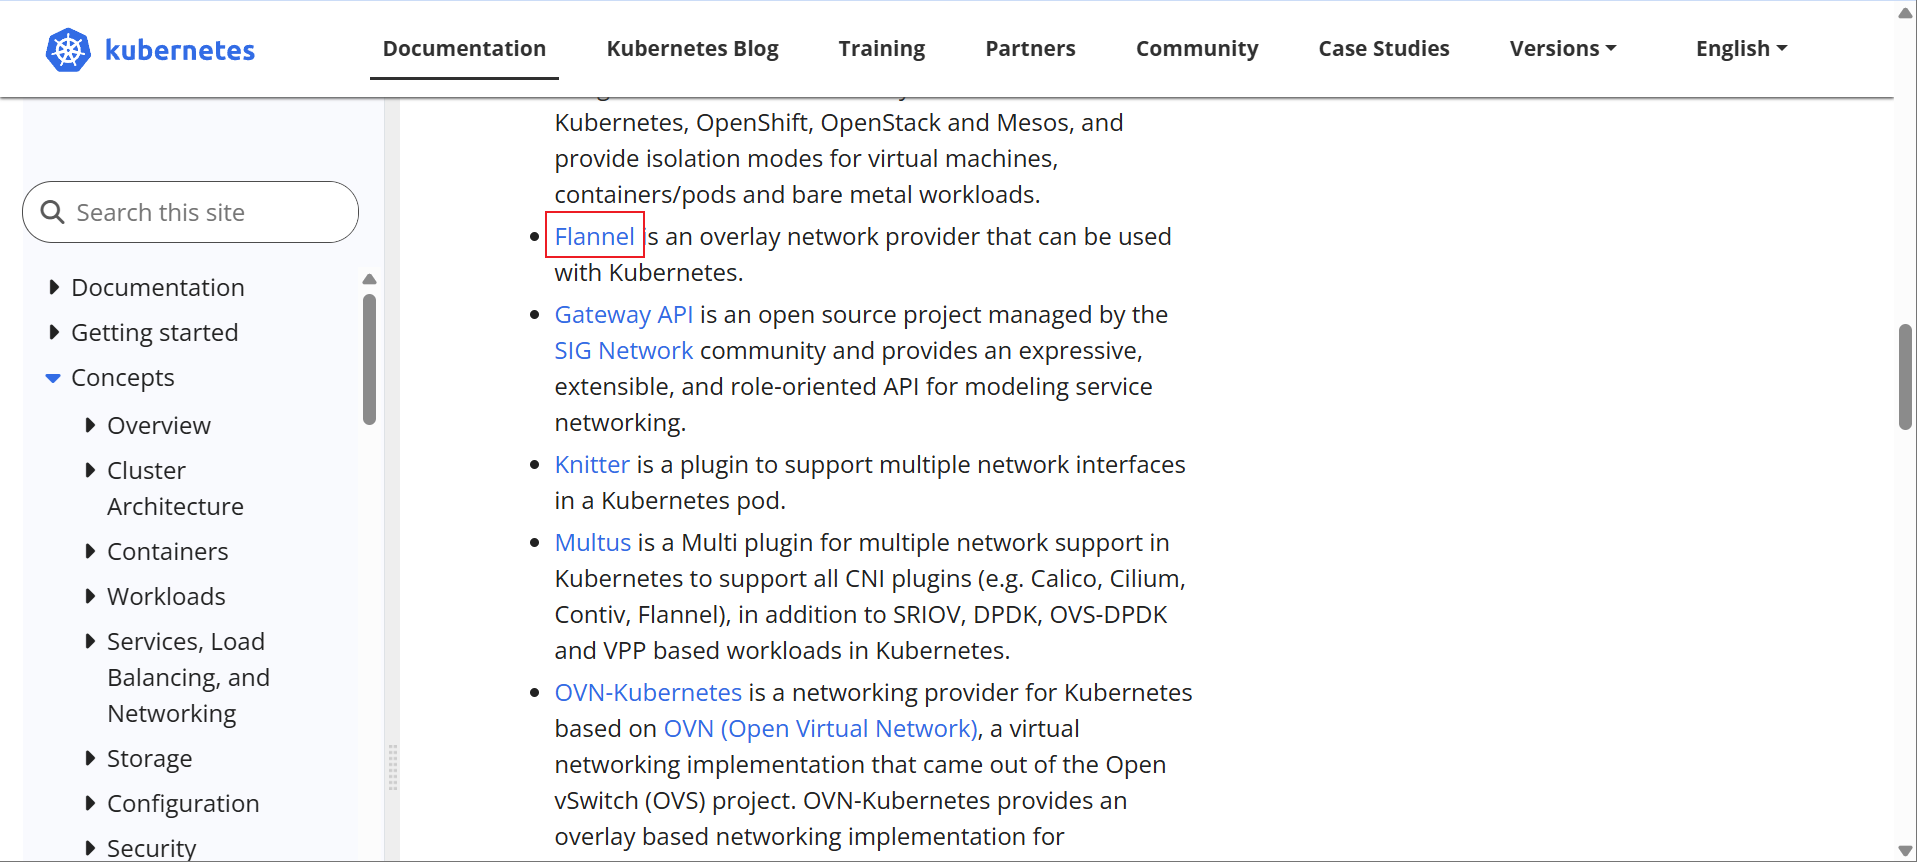 kubernetes
Documentation
Kubernetes Blog
Training
Partners
Community
Case Studies
Versions
English
Search this site
Documentation
Getting started
Concepts
Overview
Cluster
Architecture
Containers
Workloads
Services, Load
Balancing, and
Networking
Storage
Configuration
Security
Kubernetes, OpenShift, OpenStack and Mesos, and
provide isolation modes for virtual machines,
containers/pods and bare metal workloads.
Flannel is an overlay network provider that can be used
with Kubernetes.
Gateway API is an open source project managed by the
SIG Network community and provides an expressive,
extensible, and role-oriented API for modeling service
networking.
Knitter is a plugin to support multiple network interfaces
in a Kubernetes pod.
Multus is a Multi plugin for multiple network support in
Kubernetes to support all CNI plugins (e.g. Calico, Cilium,
Contiv, Flannel), in addition to SRIOV, DPDK, OVS-DPDK
and VPP based workloads in Kubernetes.
OVN-Kubernetes is a networking provider for Kubernetes
based on OVN (Open Virtual Network), a virtual
networking implementation that came out of the Open
vSwitch (OVS) project. OVN-Kubernetes provides an
overlay based networking implementation for